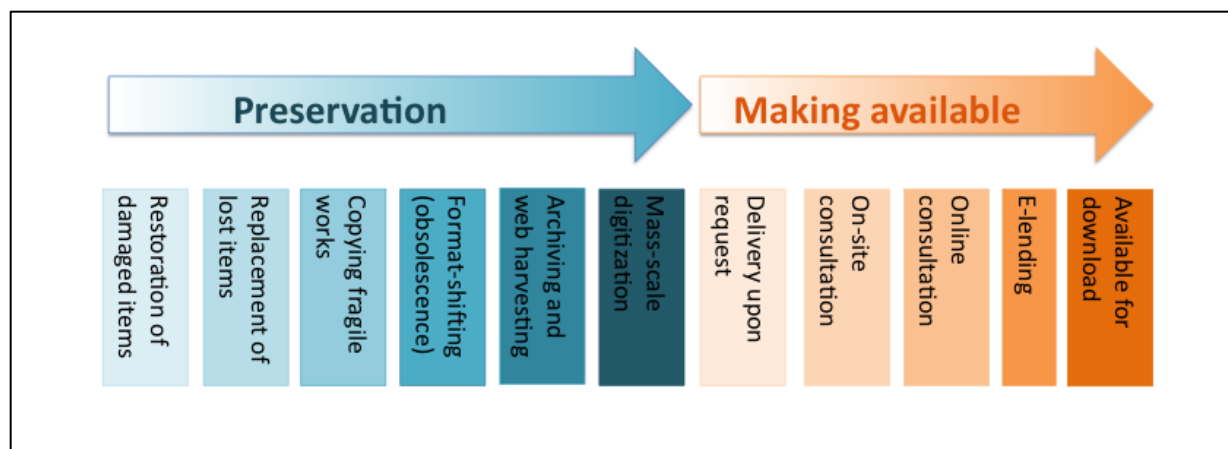 Preservation
Making available
Restoration of
damaged items
Replacement of
lost items
Copying fragile
works
Format-shifting
(obsolescence)
Archiving and
web harvesting
Mass-scale
digitization
Delivery upon
request
On-site
consultation
Online
consultation
E-lending
Available for
download